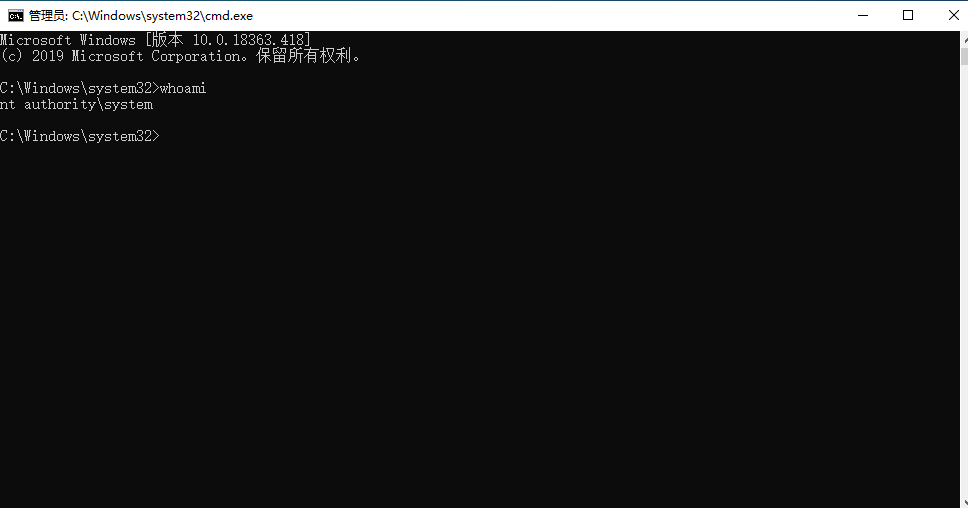 管理员: C:\Windows\system32\cmd.exe
Microsoft Windows [版本 10.0.18363.418]
(c) 2019 Microsoft Corporation。保留所有权利。
C:\Windows\system32>whoami
nt authority\system
C:\Windows\system32>